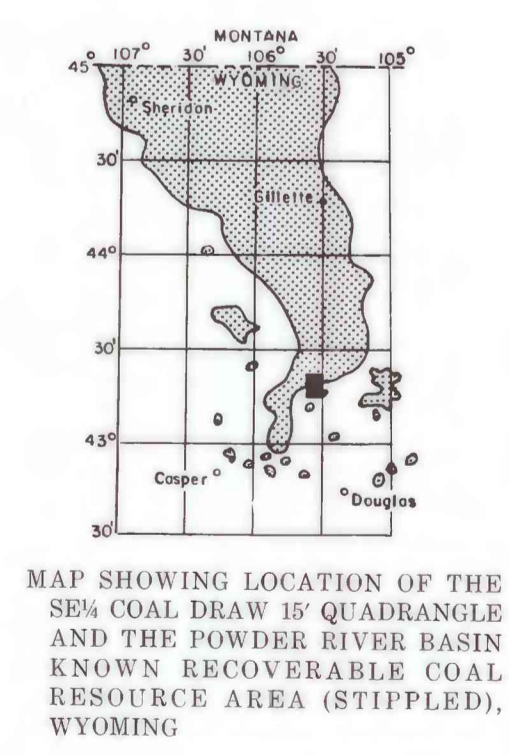 MONTANA
107° 30' 106° 30' 105°
45°
WYOMING
Sheridan
30'
Gillette
44°
30'
43°
Casper
Douglas
30'
MAP SHOWING LOCATION OF THE
SE¼ COAL DRAW 15′ QUADRANGLE
AND THE POWDER RIVER BASIN
KNOWN RECOVERABLE COAL
RESOURCE AREA (STIPPLED),
WYOMING